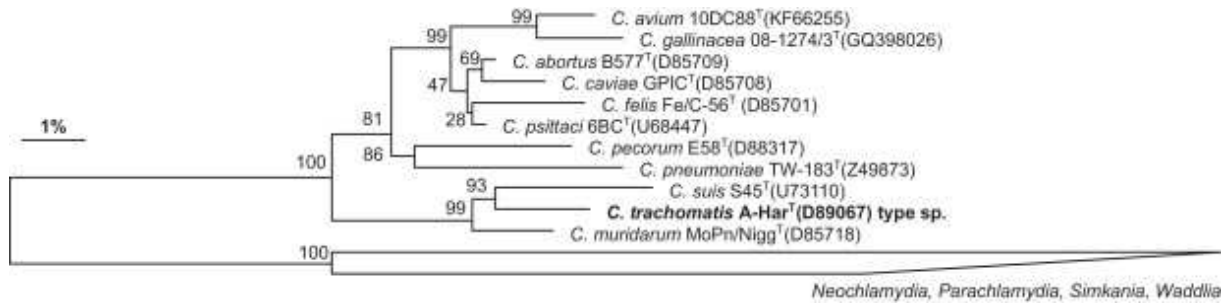 99
C. avium 10DC88ᵀ(KF66255)
99
C. gallinacea 08-1274/3ᵀ(GQ398026)
69
C. abortus B577ᵀ(D85709)
47
C. caviae GPICᵀ(D85708)
C. felis Fe/C-56ᵀ (D85701)
1%
81
28
C. psittaci 6BCᵀ(U68447)
100
86
C. pecorum E58ᵀ(D88317)
C. pneumoniae TW-183ᵀ(Z49873)
93
C. suis S45ᵀ(U73110)
99
C. trachomatis A-Harᵀ(D89067) type sp.
C. muridarum MoPn/Niggᵀ(D85718)
100
Neochlamydia, Parachlamydia, Simkania, Waddlia